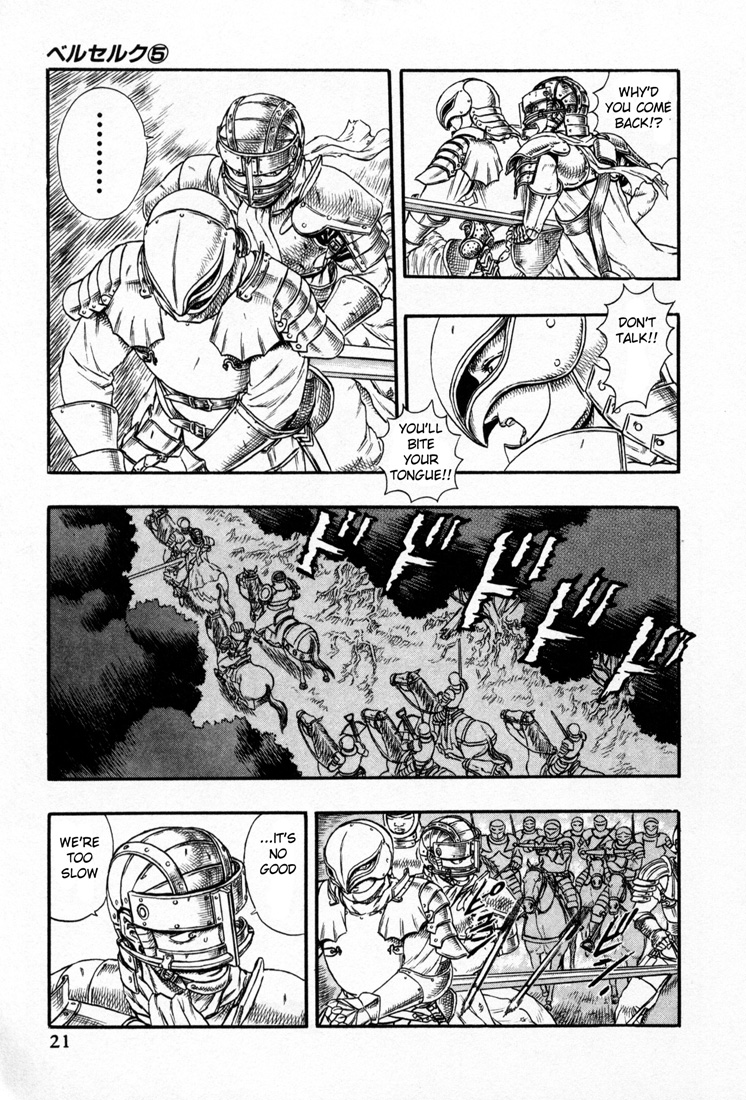 ベルセルク⑤
WHY'D
YOU COME
BACK!?
DON'T
TALK!!
YOU'LL
BITE
YOUR
TONGUE!!
.........
ドドドドド
...IT'S
NO
GOOD
WE'RE
TOO
SLOW
21